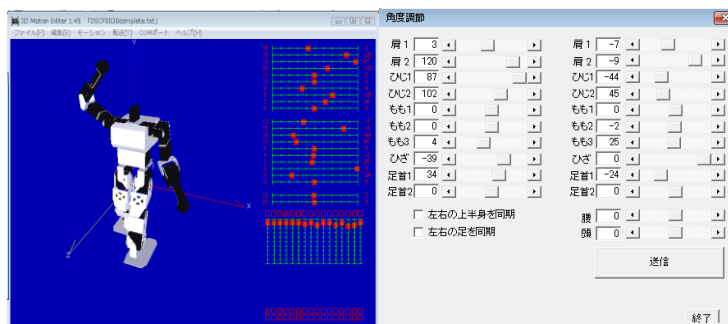 3D Motion Editer 1.45 「DSCF0030complete.txt」
ファイル(F) 編集(E) モーション 転送(T) COMポート ヘルプ(H)
Y
X
Z
角度調節
肩1 3
肩2 120
ひじ1 87
ひじ2 102
もも1 0
もも2 0
もも3 4
ひざ -39
足首1 34
足首2 0
左右の上半身を同期
左右の足を同期
肩1 -7
肩2 -9
ひじ1 -44
ひじ2 45
もも1 0
もも2 -2
もも3 25
ひざ 0
足首1 -24
足首2 0
腰 0
頭 0
送信
終了